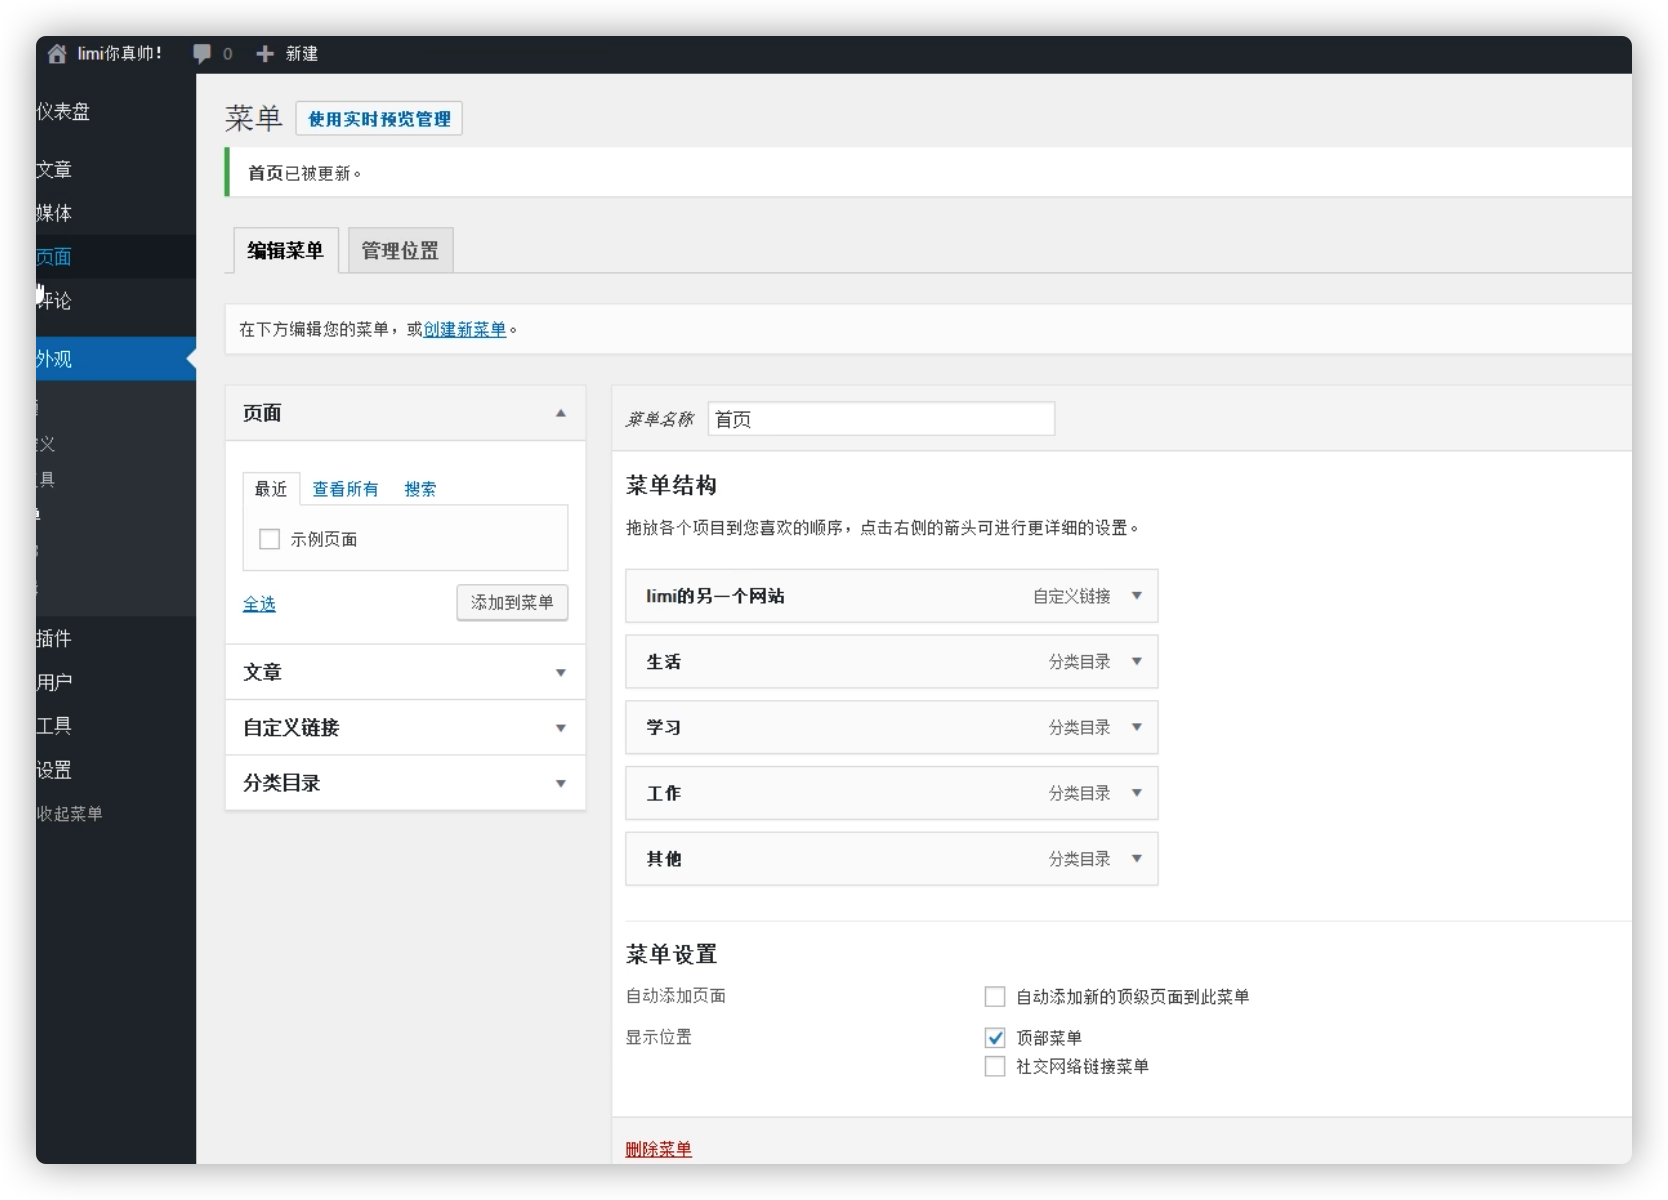 limi你真帅！ 0 新建
仪表盘
文章
媒体
页面
评论
外观
插件
用户
工具
设置
收起菜单
菜单 使用实时预览管理
首页已被更新。
编辑菜单 管理位置
在下方编辑您的菜单，或创建新菜单。
页面
最近 查看所有 搜索
示例页面
全选 添加到菜单
文章
自定义链接
分类目录
菜单名称 首页
菜单结构
拖放各个项目到您喜欢的顺序，点击右侧的箭头可进行更详细的设置。
limi的另一个网站 自定义链接
生活 分类目录
学习 分类目录
工作 分类目录
其他 分类目录
菜单设置
自动添加页面 自动添加新的顶级页面到此菜单
显示位置 顶部菜单
社交网络链接菜单
删除菜单